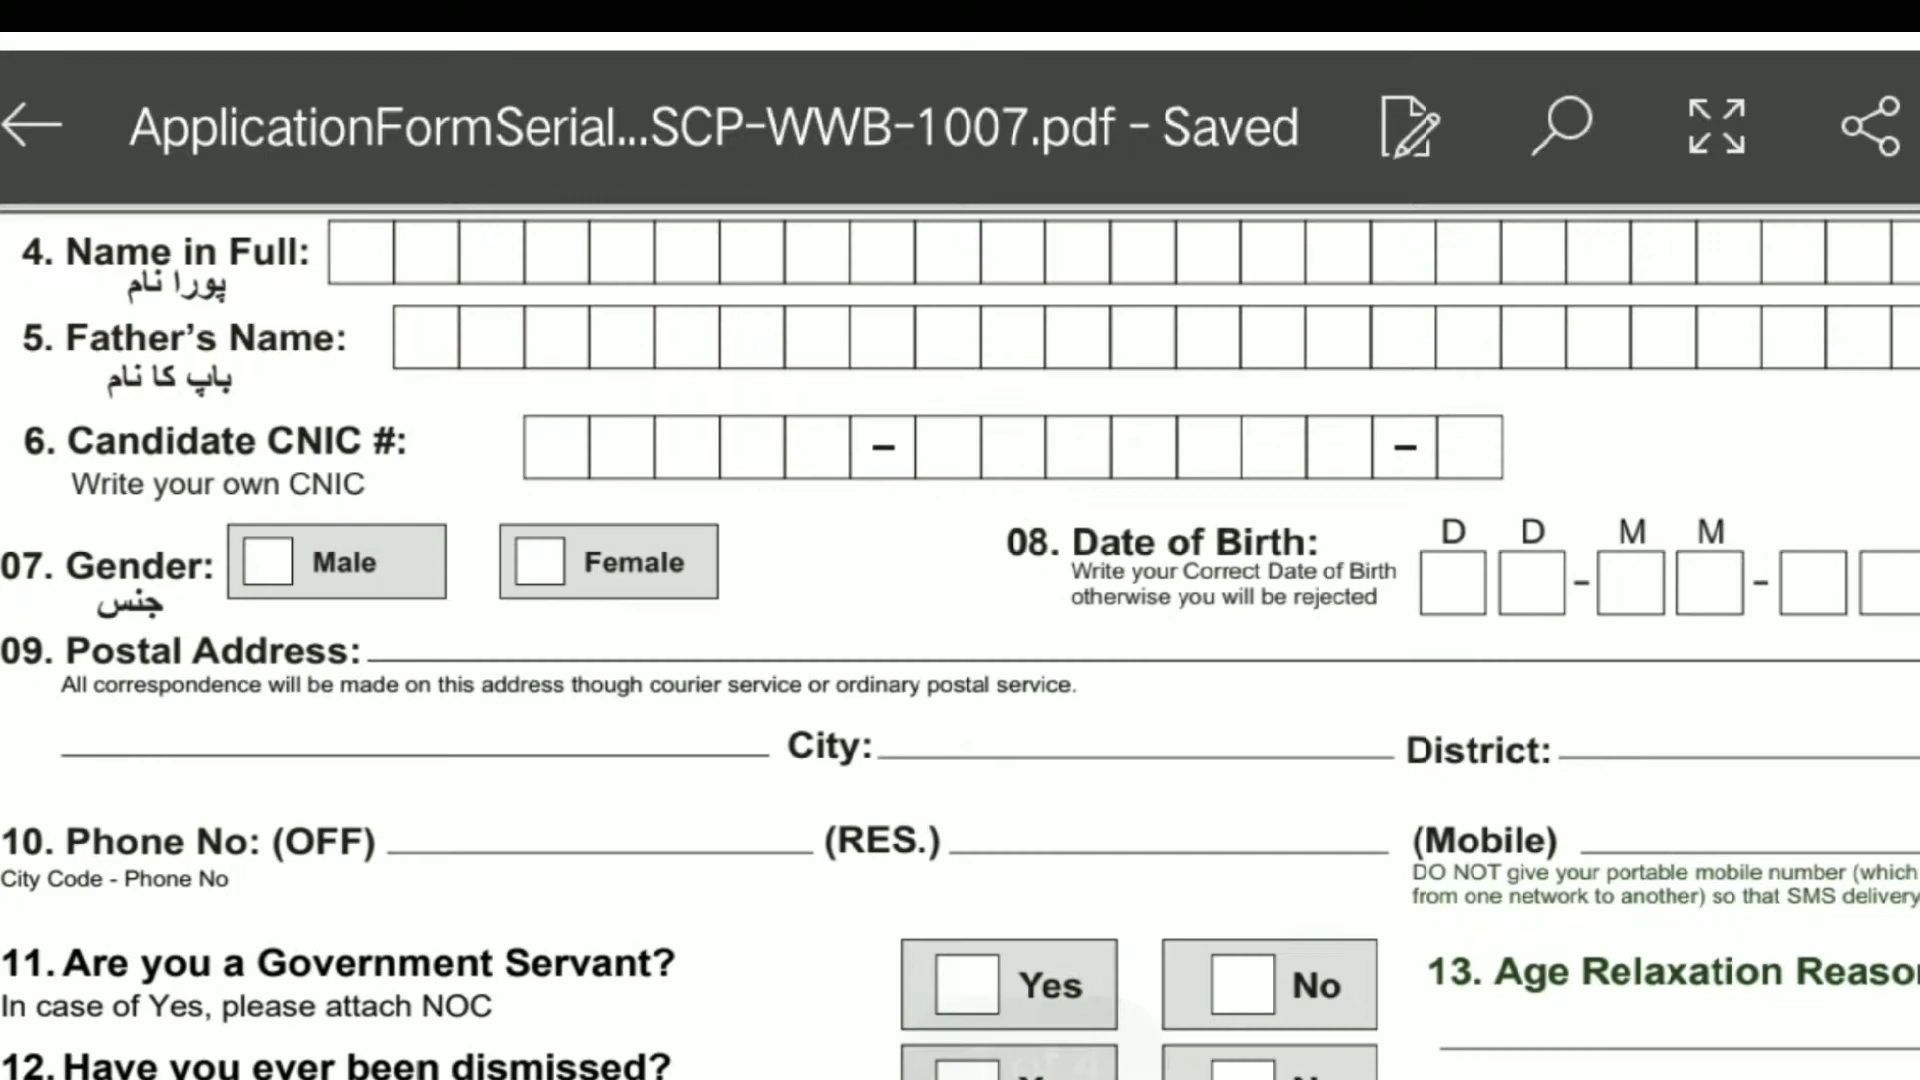 ApplicationFormSerial...SCP-WWB-1007.pdf - Saved
4. Name in Full:
پورا نام
5. Father's Name:
باپ کا نام
6. Candidate CNIC #:
– –
Write your own CNIC
07. Gender: Male Female
جنس
08. Date of Birth: D D M M
Write your Correct Date of Birth
otherwise you will be rejected
- -
09. Postal Address:
All correspondence will be made on this address though courier service or ordinary postal service.
City: District:
10. Phone No: (OFF) (RES.) (Mobile)
City Code - Phone No
DO NOT give your portable mobile number (which
from one network to another) so that SMS delivery
11. Are you a Government Servant? Yes No
In case of Yes, please attach NOC
13. Age Relaxation Reaso
12. Have you ever been dismissed?